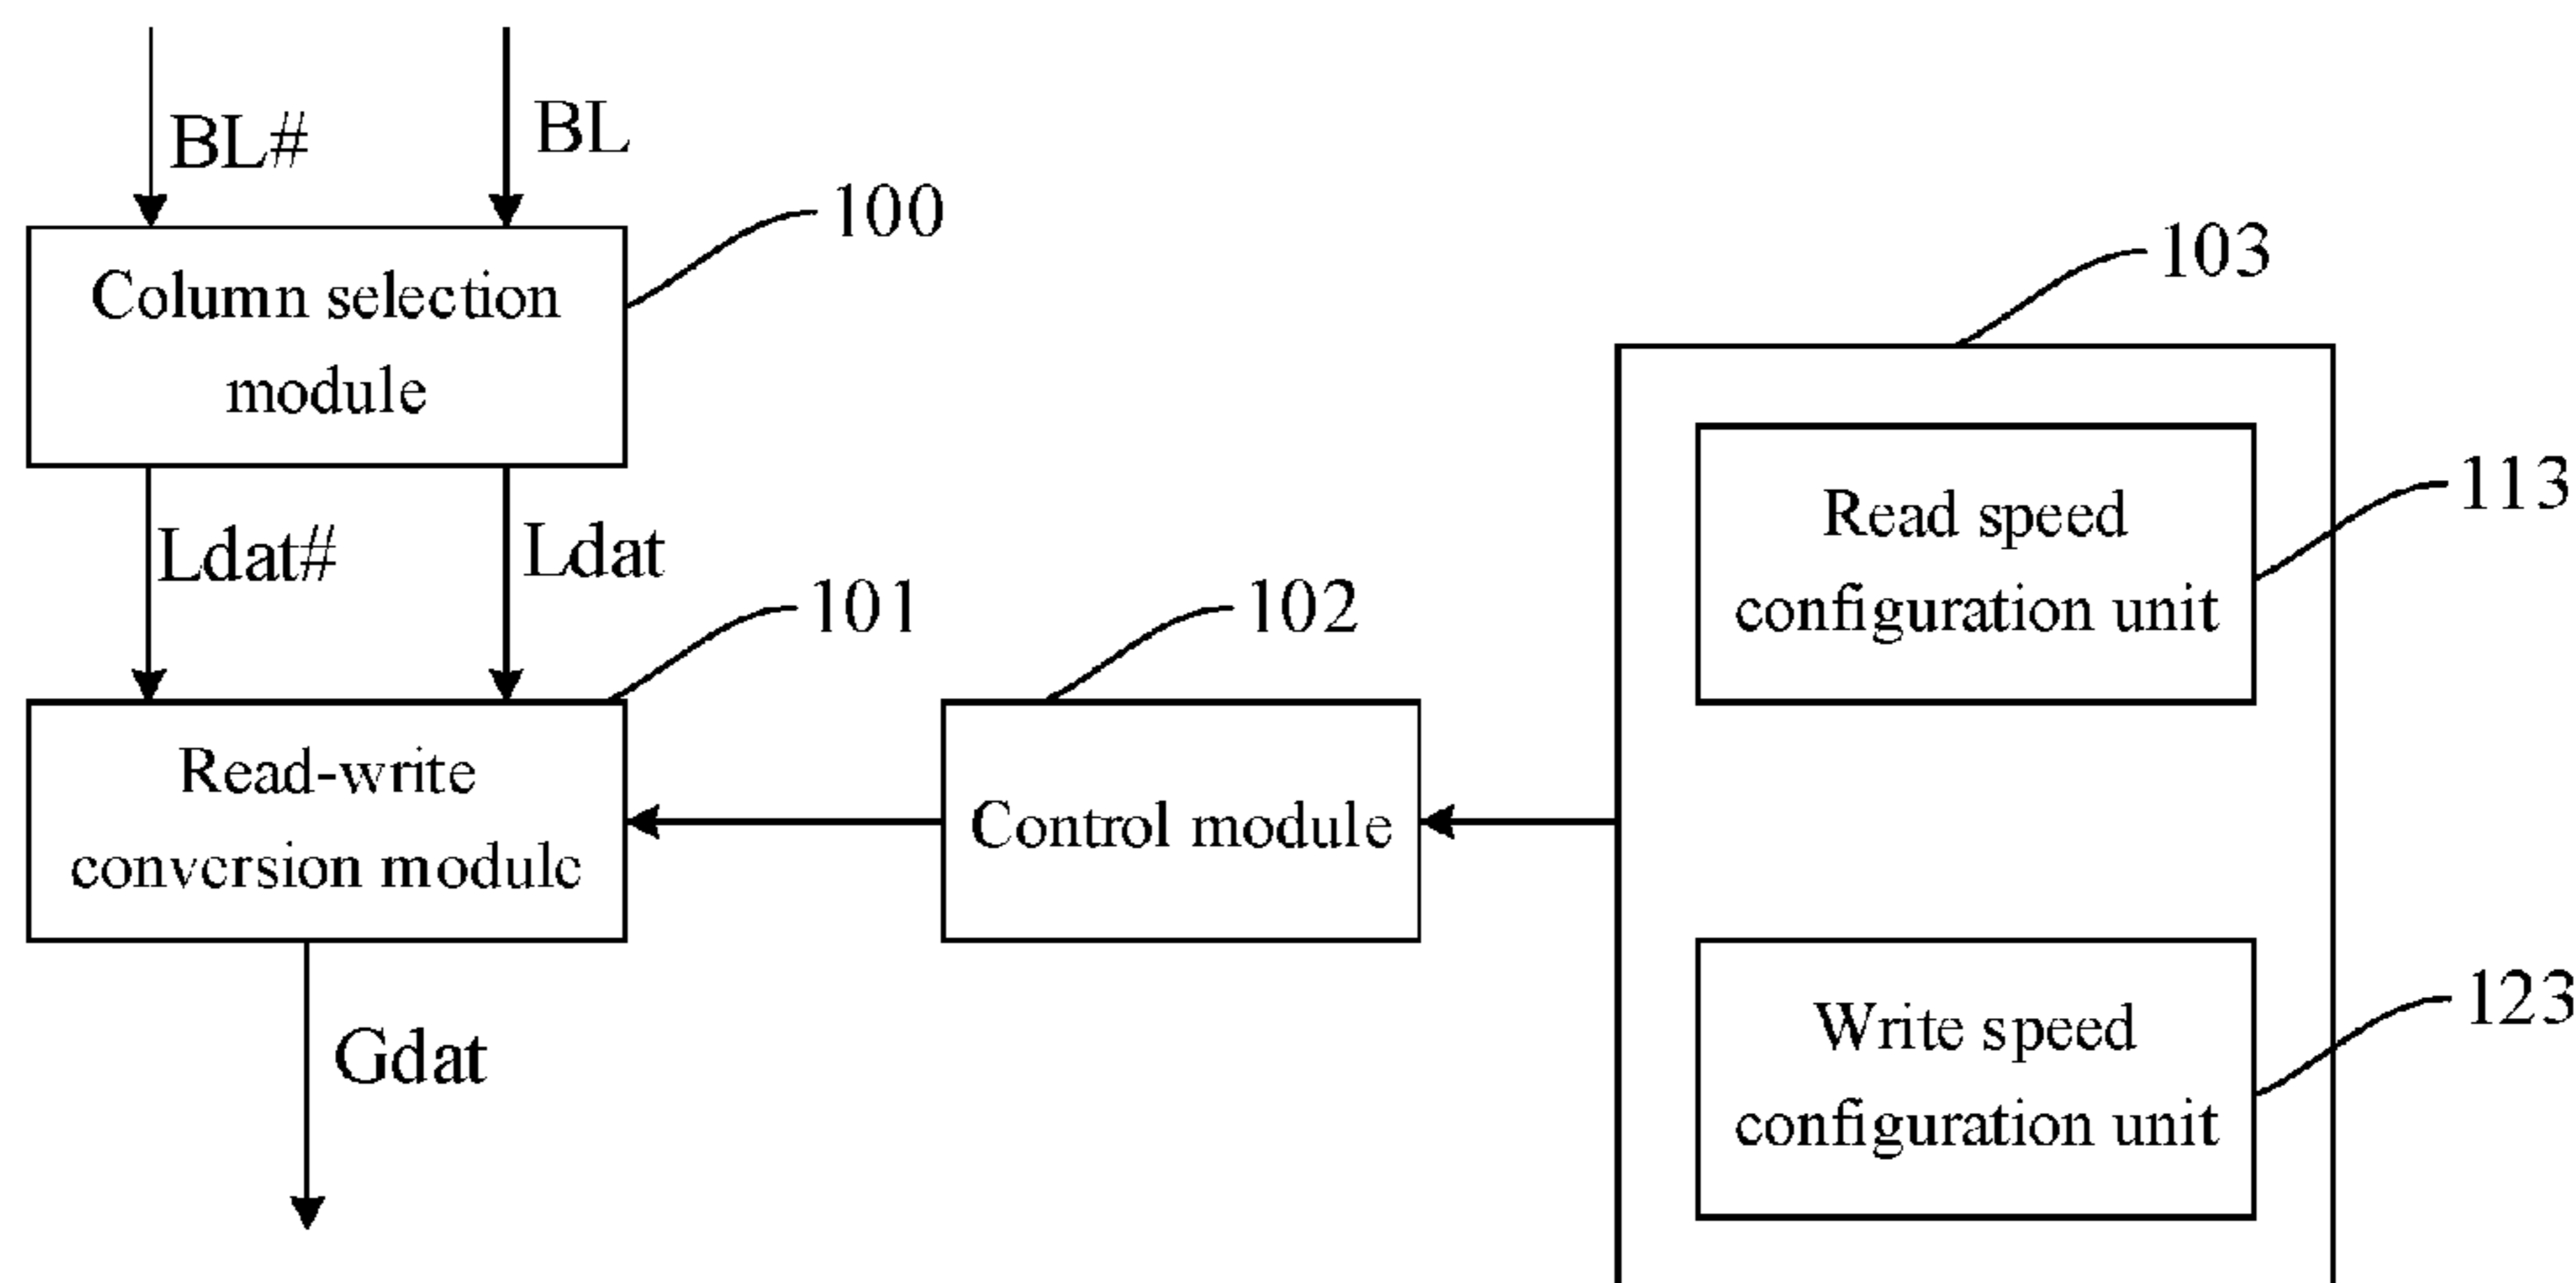 BL#
BL
100
Column selection
module
103
Read speed
configuration unit
113
Ldat#
Ldat
101
102
Read-write
conversion module
Control module
Write speed
configuration unit
123
Gdat